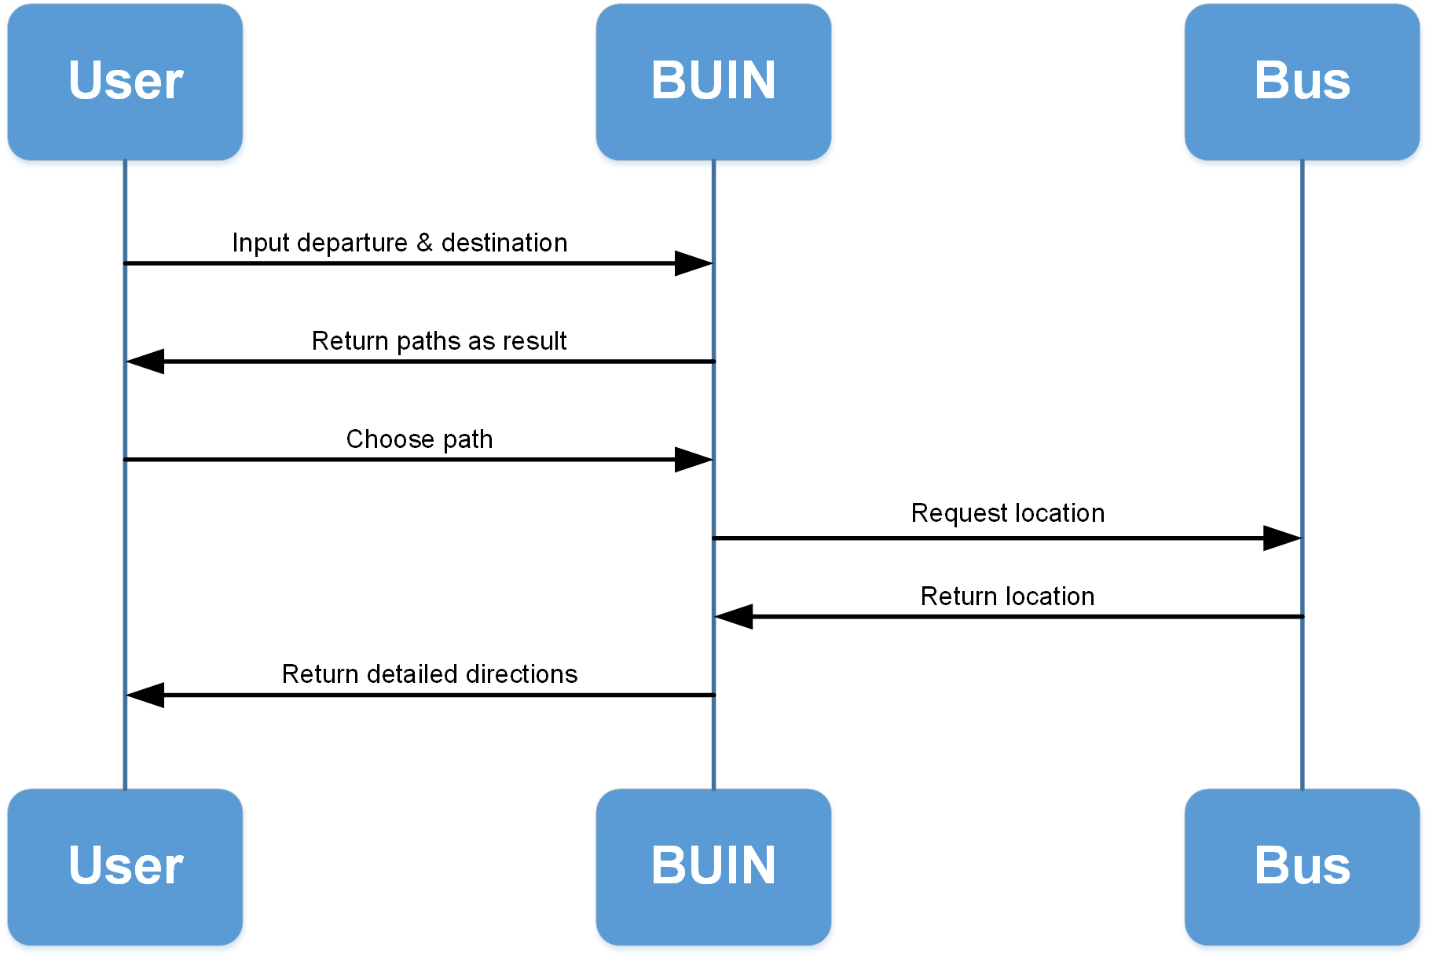 User
BUIN
Bus
Input departure & destination
Return paths as result
Choose path
Request location
Return location
Return detailed directions
User
BUIN
Bus